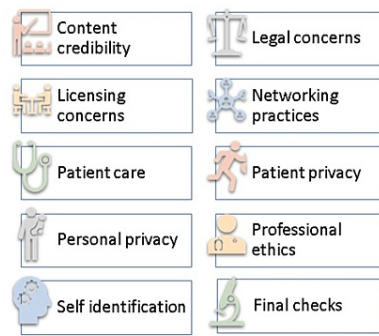 Content
credibility
Legal concerns
Licensing
concerns
Networking
practices
Patient care
Patient privacy
Personal privacy
Professional
ethics
Self identification
Final checks